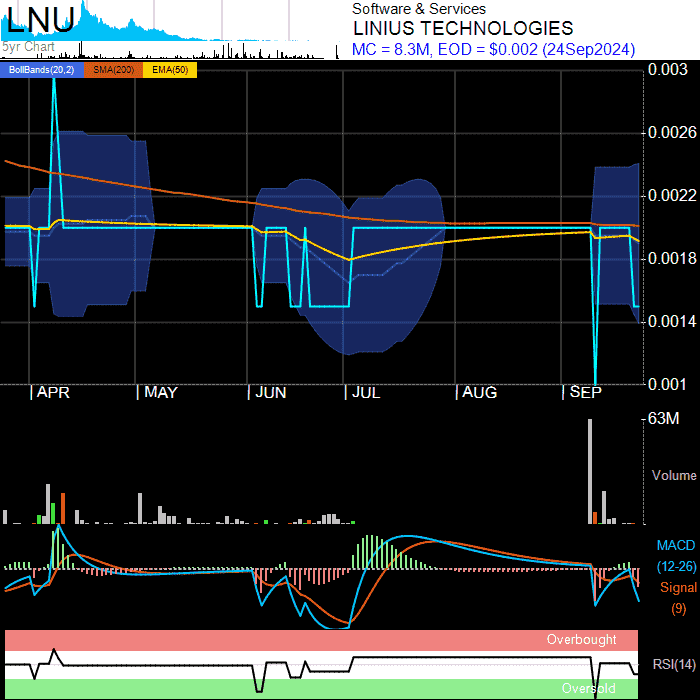 LNU
Software & Services
LINIUS TECHNOLOGIES
5yr Chart
MC = 8.3M, EOD = $0.002 (24Sep2024)
BollBands(20,2) SMA(200) EMA(50)
0.003
0.0026
0.0022
0.0018
0.0014
0.001
APR MAY JUN JUL AUG SEP
63M
Volume
MACD
(12-26)
Signal
(9)
Overbought
RSI(14)
Oversold